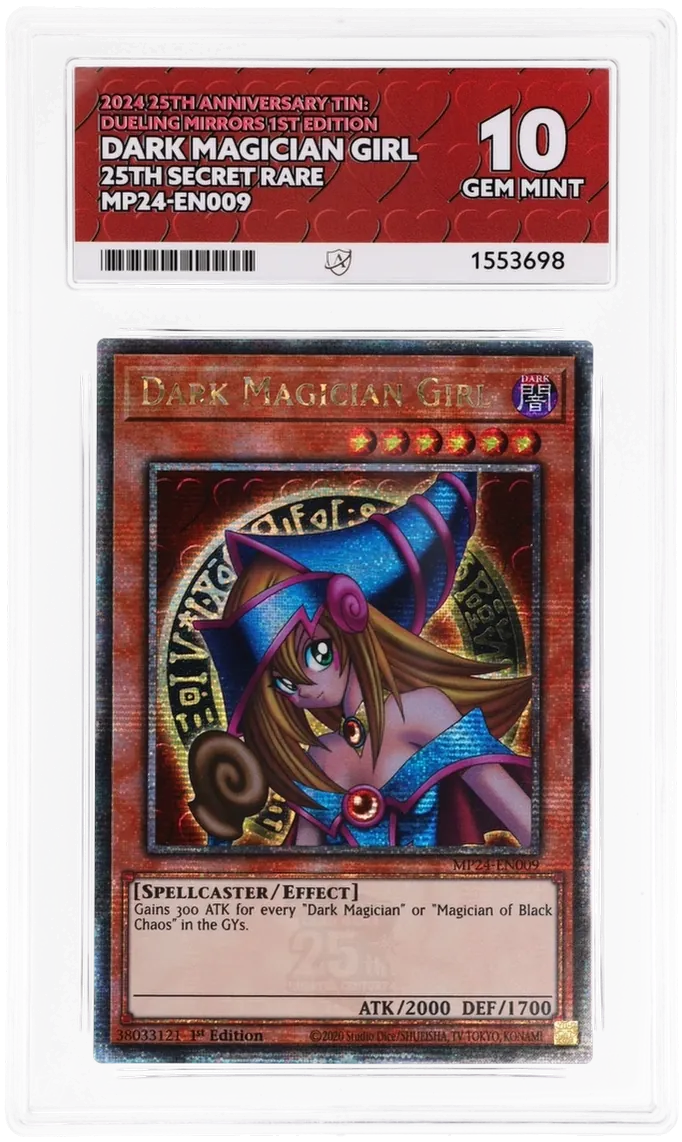 2024 25TH ANNIVERSARY TIN:
DUELING MIRRORS 1ST EDITION
DARK MAGICIAN GIRL
25TH SECRET RARE
MP24-EN009
10
GEM MINT
1553698
DARK MAGICIAN GIRL
DARK
闇
MP24-EN009
[SPELLCASTER/EFFECT]
Gains 300 ATK for every "Dark Magician" or "Magician of Black
Chaos" in the GYs.
25th
ATK/2000 DEF/1700
38033121 1st Edition
©2020 Studio Dice/SHUEISHA, TV TOKYO, KONAMI